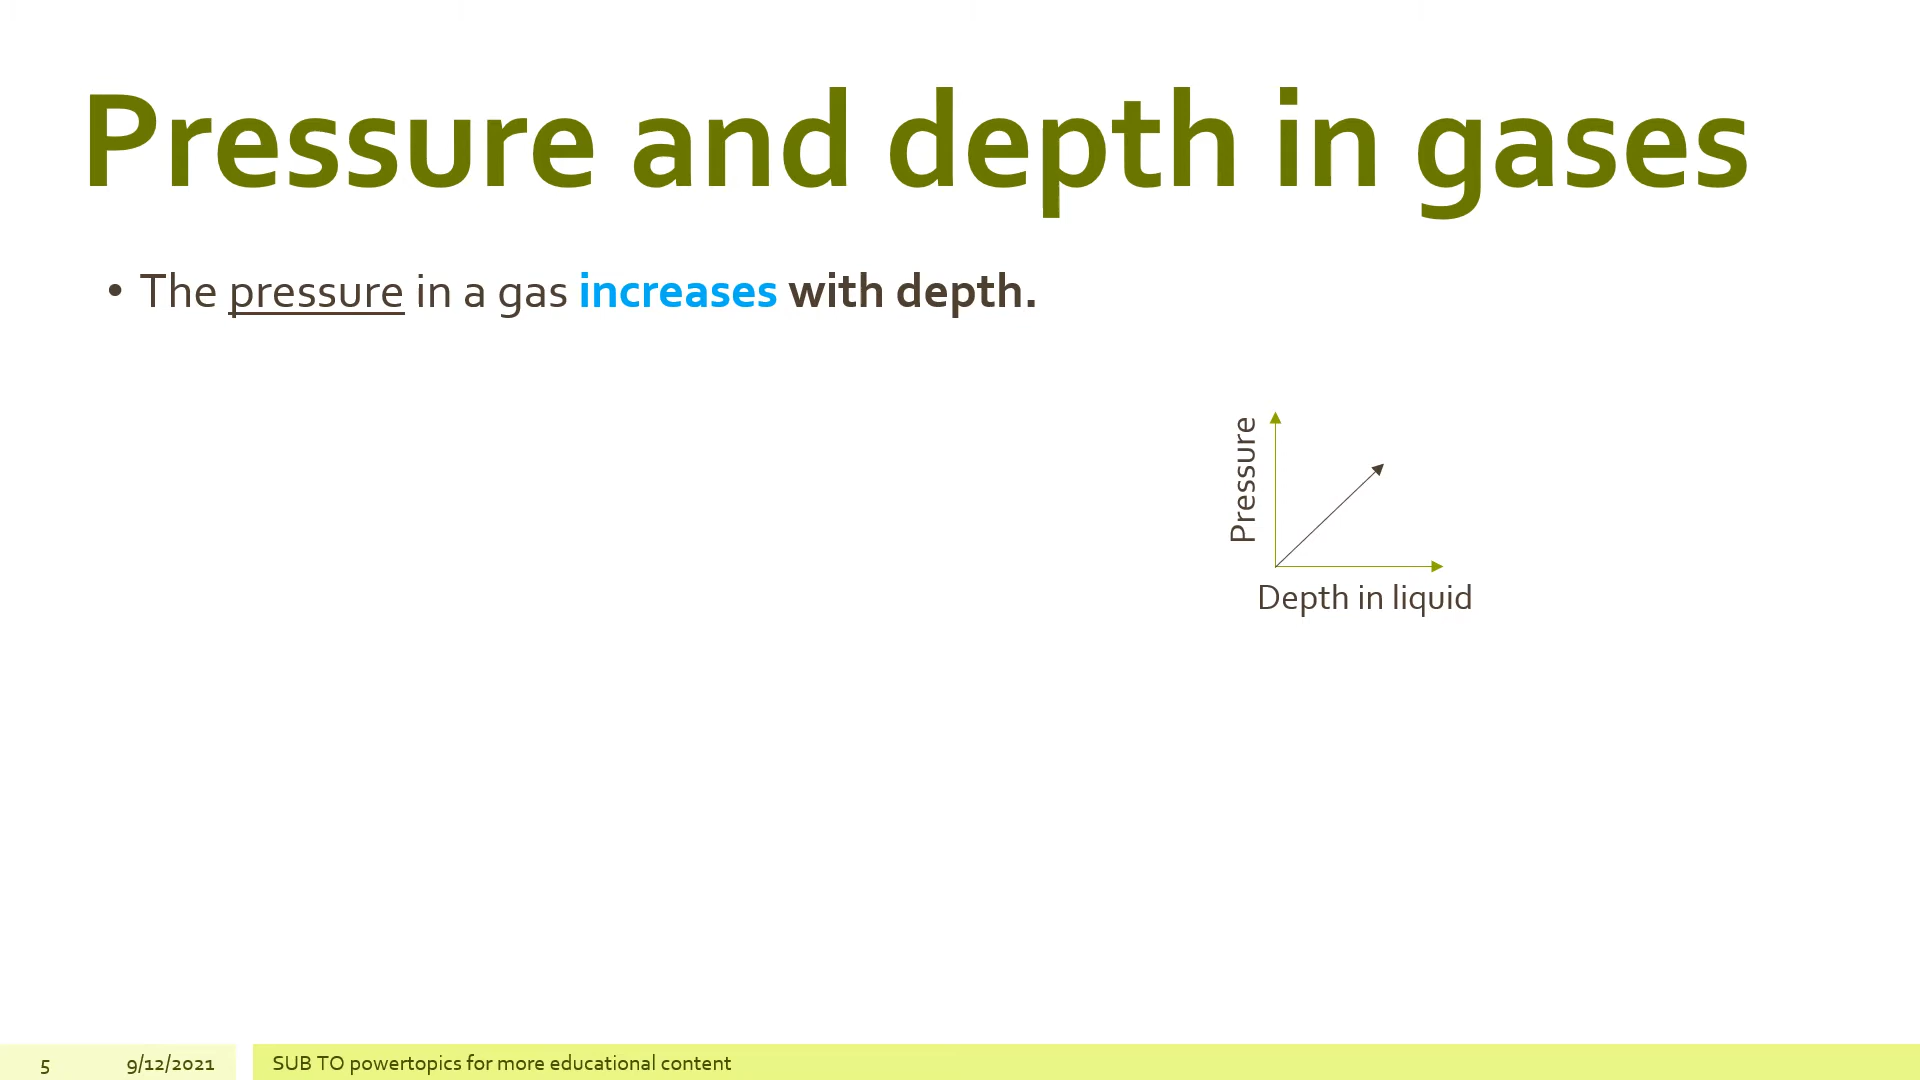 Pressure and depth in gases
• The pressure in a gas increases with depth.
Pressure
Depth in liquid
5 9/12/2021 SUB TO powertopics for more educational content